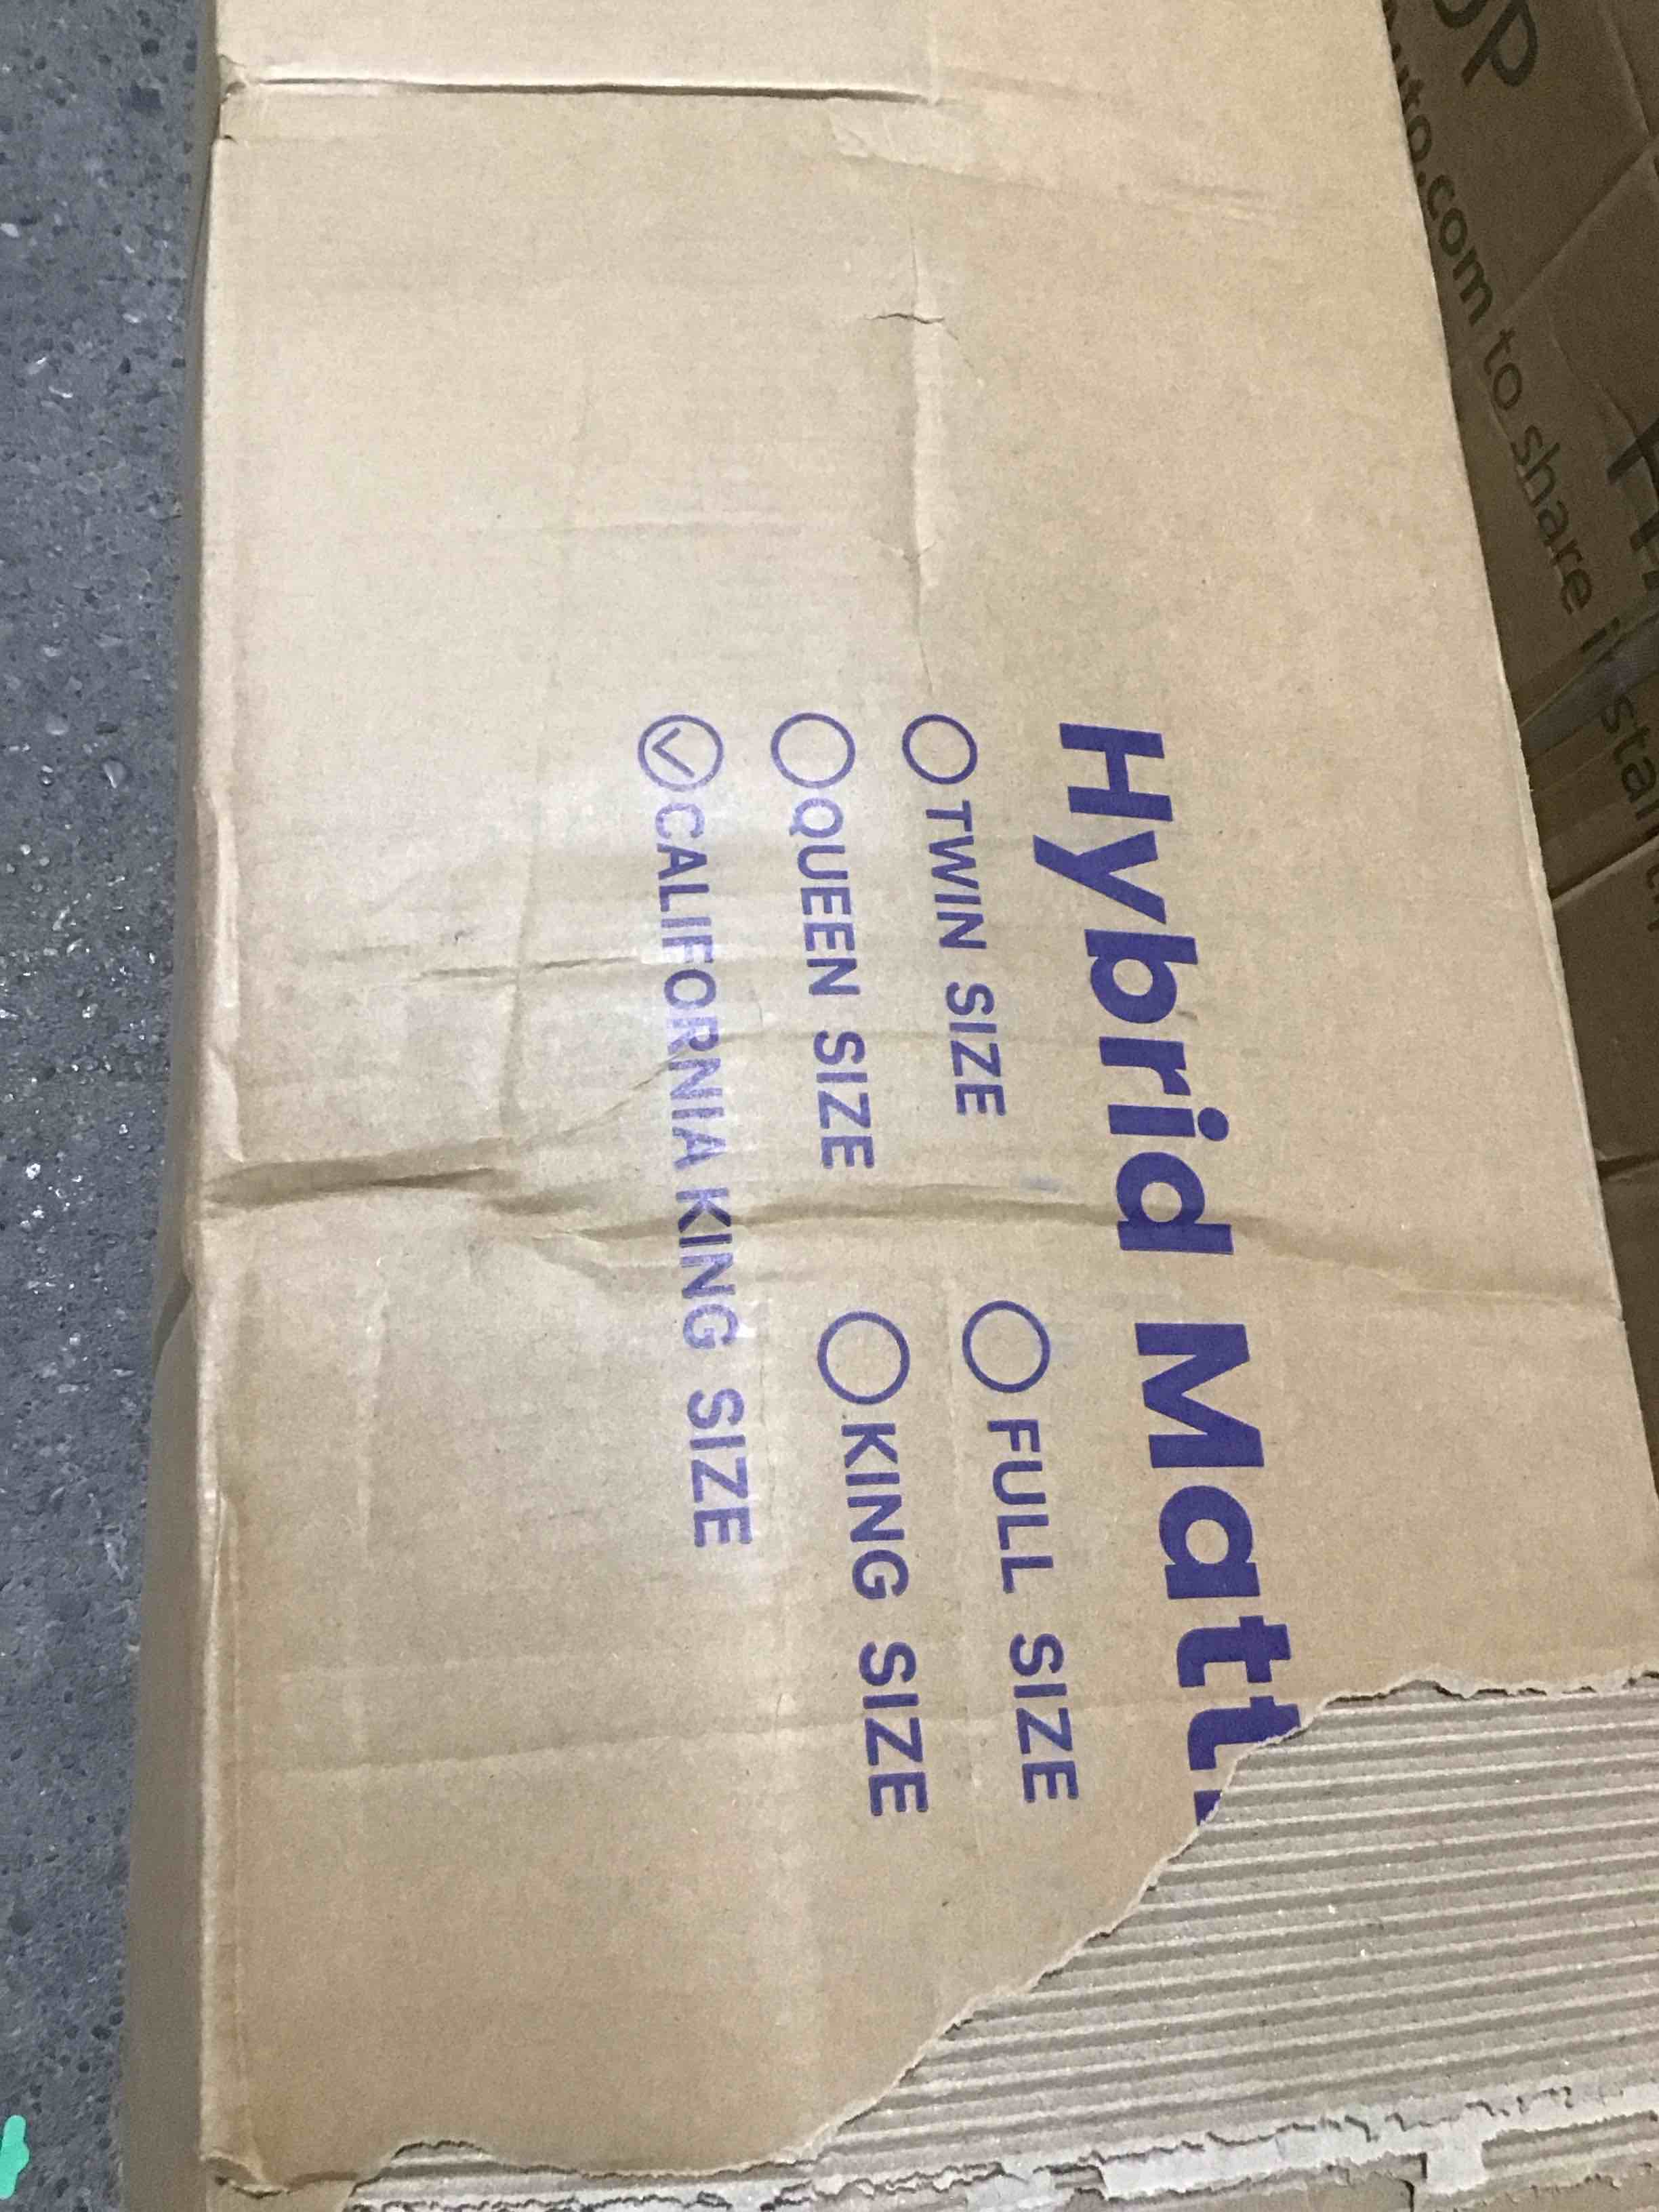 Hybrid Matt
TWIN SIZE FULL SIZE
QUEEN SIZE KING SIZE
CALIFORNIA KING SIZE
.com to share